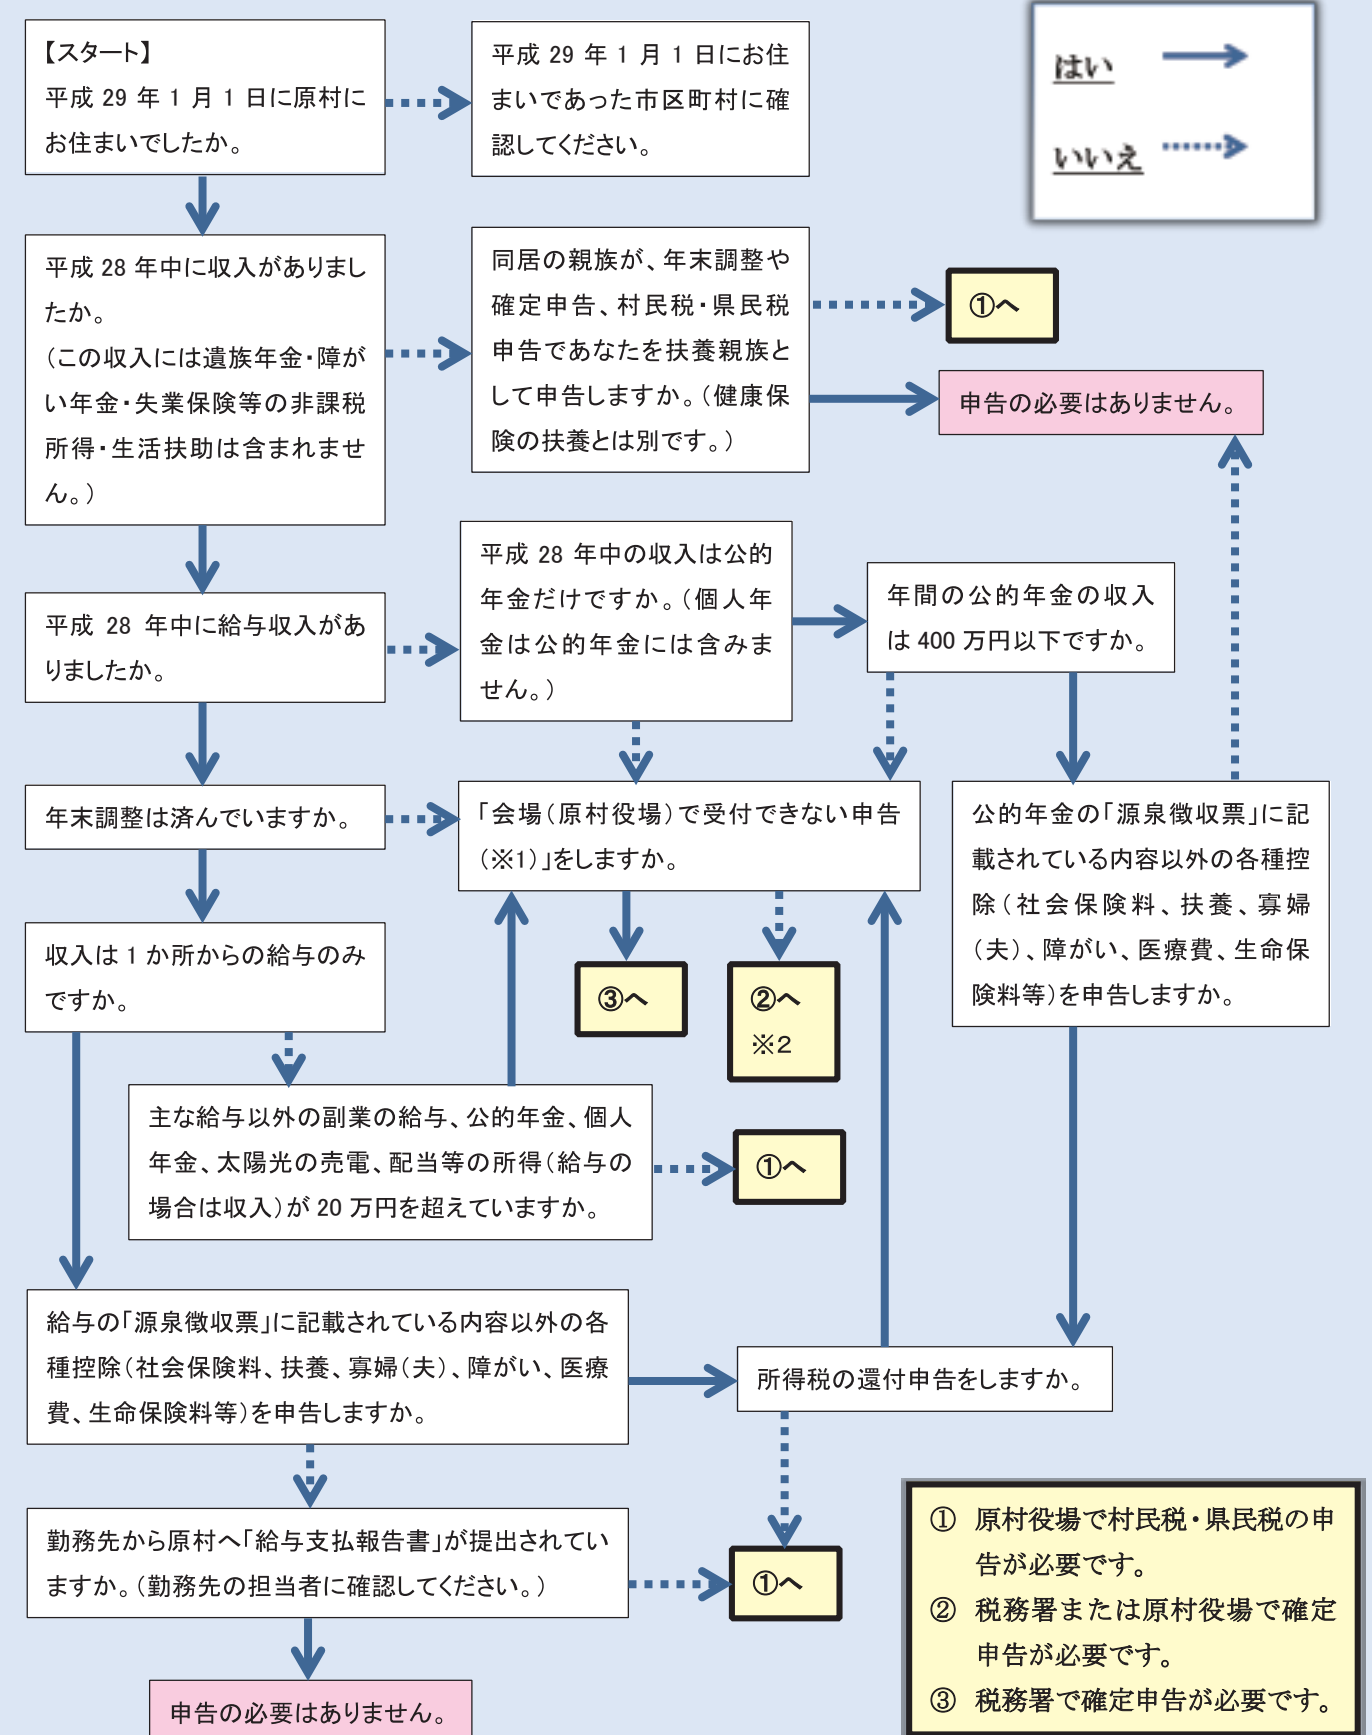 【スタート】
平成 29 年 1 月 1 日に原村に
お住まいでしたか。
平成 29 年 1 月 1 日にお住
まいであった市区町村に確
認してください。
はい
いいえ
平成 28 年中に収入がありまし
たか。
(この収入には遺族年金・障が
い年金・失業保険等の非課税
所得・生活扶助は含まれませ
ん。)
同居の親族が、年末調整や
確定申告、村民税・県民税
申告であなたを扶養親族と
して申告しますか。(健康保
険の扶養とは別です。)
①へ
申告の必要はありません。
平成 28 年中に給与収入があ
りましたか。
平成 28 年中の収入は公的
年金だけですか。(個人年
金は公的年金には含みま
せん。)
年間の公的年金の収入
は 400 万円以下ですか。
年末調整は済んでいますか。
「会場(原村役場)で受付できない申告
(※1)」をしますか。
公的年金の「源泉徴収票」に記
載されている内容以外の各種控
除(社会保険料、扶養、寡婦
(夫)、障がい、医療費、生命保
険料等)を申告しますか。
収入は 1 か所からの給与のみ
ですか。
③へ
②へ
※2
主な給与以外の副業の給与、公的年金、個人
年金、太陽光の売電、配当等の所得(給与の
場合は収入)が 20 万円を超えていますか。
①へ
給与の「源泉徴収票」に記載されている内容以外の各
種控除(社会保険料、扶養、寡婦(夫)、障がい、医療
費、生命保険料等)を申告しますか。
所得税の還付申告をしますか。
勤務先から原村へ「給与支払報告書」が提出されてい
ますか。(勤務先の担当者に確認してください。)
①へ
申告の必要はありません。
① 原村役場で村民税・県民税の申
告が必要です。
② 税務署または原村役場で確定
申告が必要です。
③ 税務署で確定申告が必要です。